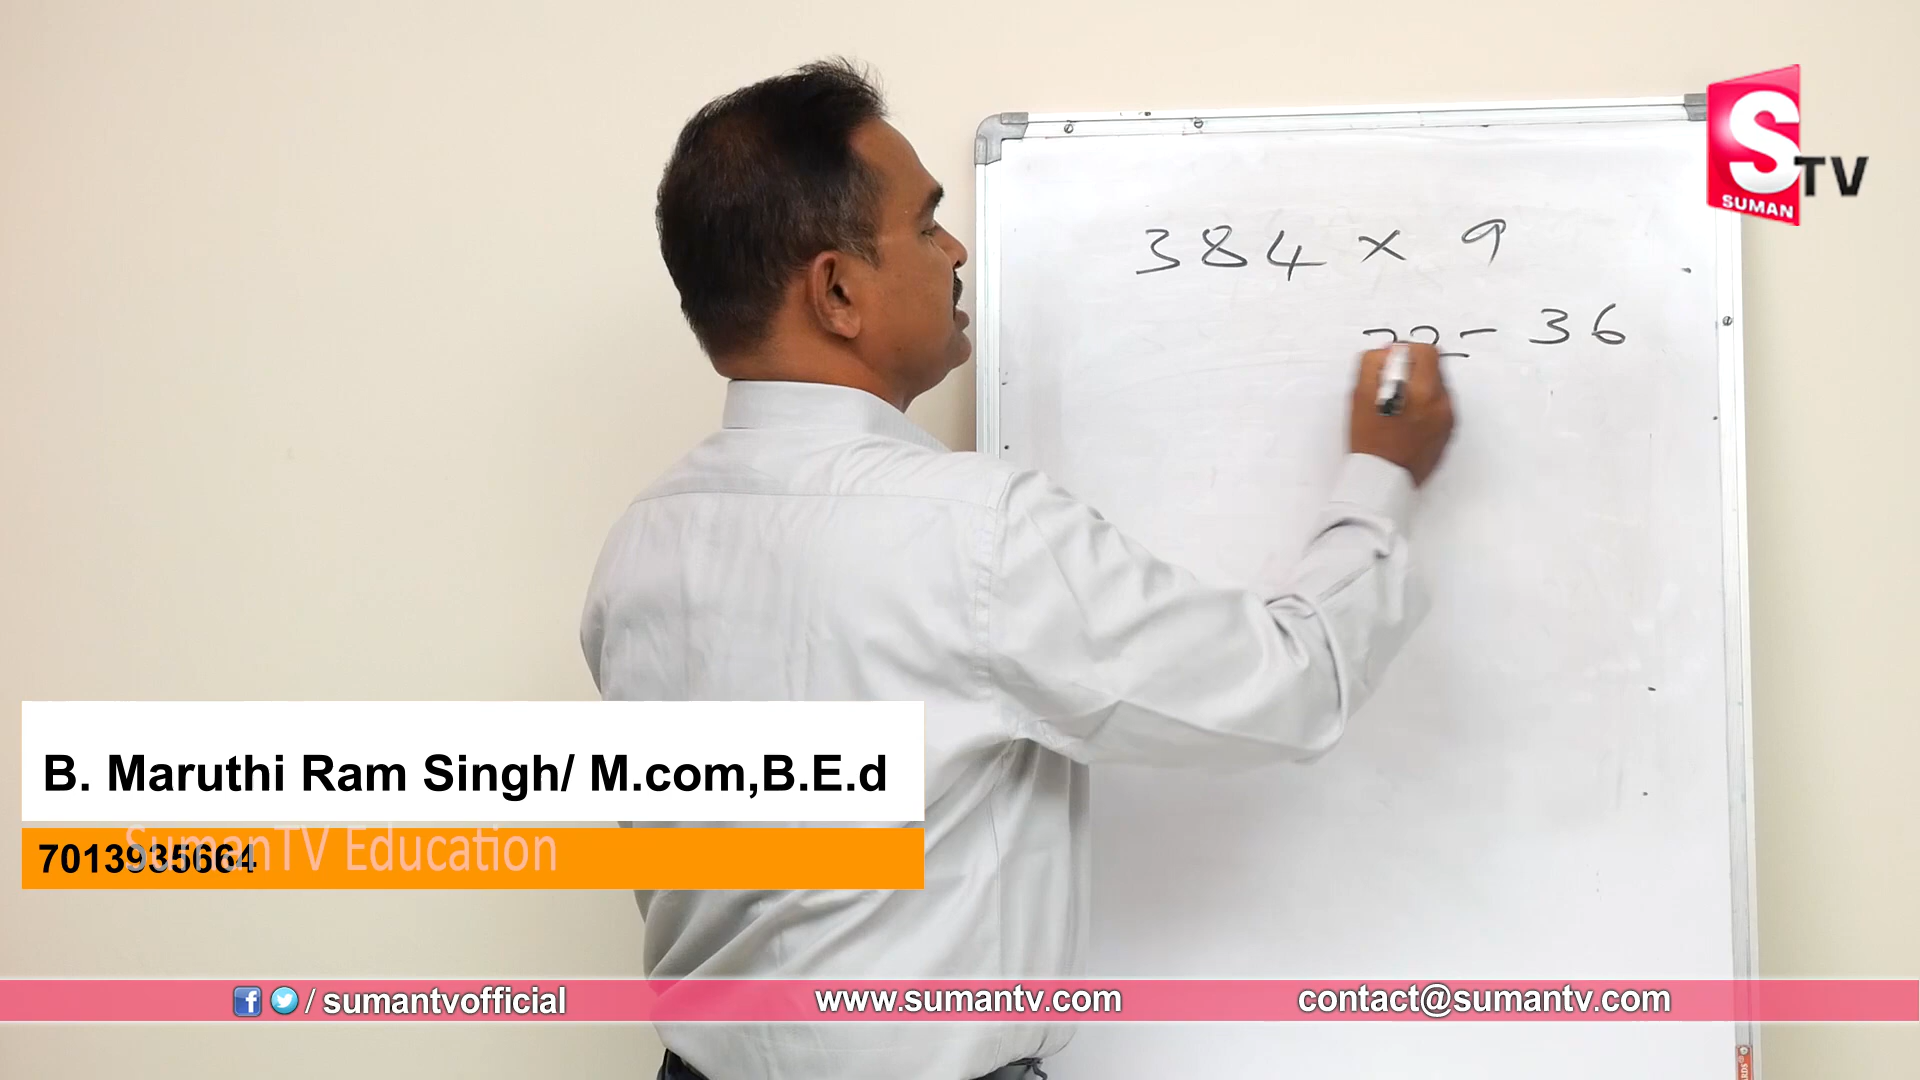 S
TV
SUMAN
384 × 9
72 - 36
B. Maruthi Ram Singh/ M.com,B.E.d
SumanTV Education
7013935664
/ sumantvofficial
www.sumantv.com
contact@sumantv.com